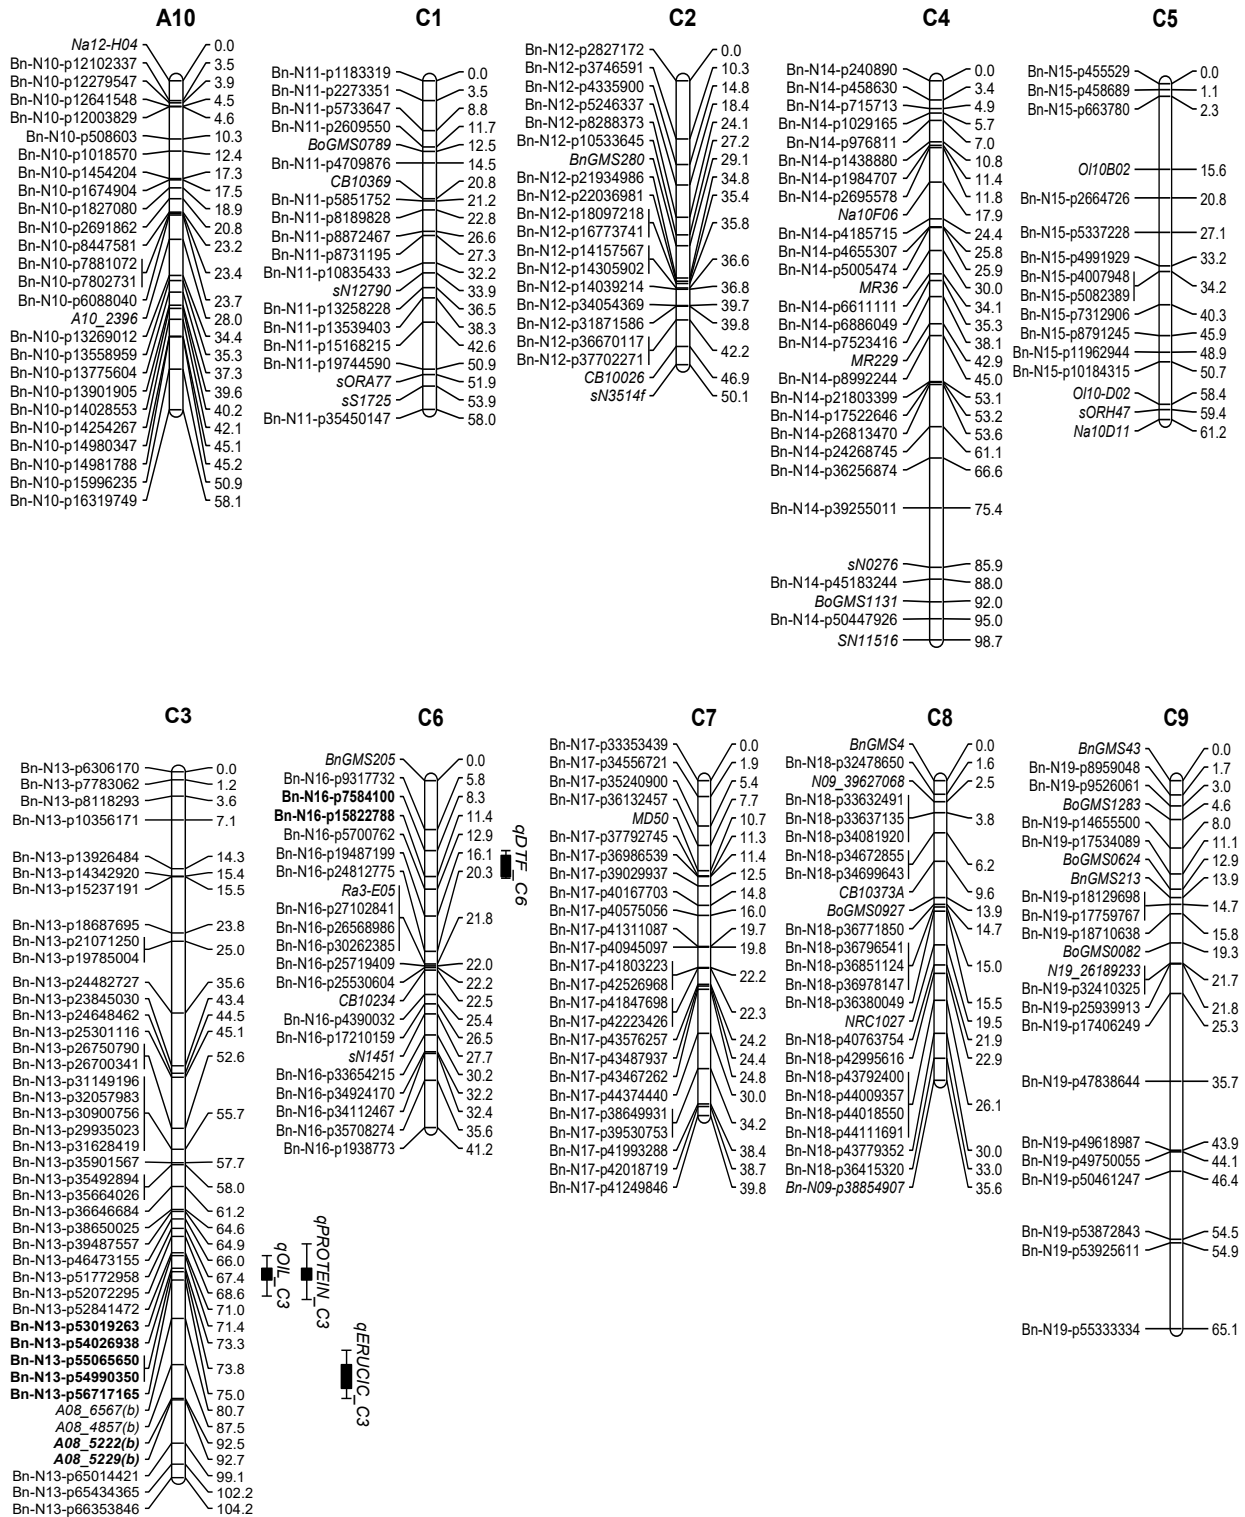 A10
Na12-H04 0.0
Bn-N10-p12102337 3.5
Bn-N10-p12279547 3.9
Bn-N10-p12641548 4.5
Bn-N10-p12003829 4.6
Bn-N10-p508603 10.3
Bn-N10-p1018570 12.4
Bn-N10-p1454204 17.3
Bn-N10-p1674904 17.5
Bn-N10-p1827080 18.9
Bn-N10-p2691862 20.8
Bn-N10-p8447581 23.2
Bn-N10-p7881072
Bn-N10-p7802731 23.4
Bn-N10-p6088040 23.7
A10_2396 28.0
Bn-N10-p13269012 34.4
Bn-N10-p13558959 35.3
Bn-N10-p13775604 37.3
Bn-N10-p13901905 39.6
Bn-N10-p14028553 40.2
Bn-N10-p14254267 42.1
Bn-N10-p14980347 45.1
Bn-N10-p14981788 45.2
Bn-N10-p15996235 50.9
Bn-N10-p16319749 58.1
C1
Bn-N11-p1183319 0.0
Bn-N11-p2273351 3.5
Bn-N11-p5733647 8.8
Bn-N11-p2609550 11.7
BoGMS0789 12.5
Bn-N11-p4709876 14.5
CB10369 20.8
Bn-N11-p5851752 21.2
Bn-N11-p8189828 22.8
Bn-N11-p8872467 26.6
Bn-N11-p8731195 27.3
Bn-N11-p10835433 32.2
sN12790 33.9
Bn-N11-p13258228 36.5
Bn-N11-p13539403 38.3
Bn-N11-p15168215 42.6
Bn-N11-p19744590 50.9
sORA77 51.9
sS1725 53.9
Bn-N11-p35450147 58.0
C2
Bn-N12-p2827172 0.0
Bn-N12-p3746591 10.3
Bn-N12-p4335900 14.8
Bn-N12-p5246337 18.4
Bn-N12-p8288373 24.1
Bn-N12-p10533645 27.2
BnGMS280 29.1
Bn-N12-p21934986 34.8
Bn-N12-p22036981 35.4
Bn-N12-p18097218
Bn-N12-p16773741 35.8
Bn-N12-p14157567
Bn-N12-p14305902 36.6
Bn-N12-p14039214 36.8
Bn-N12-p34054369 39.7
Bn-N12-p31871586 39.8
Bn-N12-p36670117
Bn-N12-p37702271 42.2
CB10026 46.9
sN3514f 50.1
C4
Bn-N14-p240890 0.0
Bn-N14-p458630 3.4
Bn-N14-p715713 4.9
Bn-N14-p1029165 5.7
Bn-N14-p976811 7.0
Bn-N14-p1438880 10.8
Bn-N14-p1984707 11.4
Bn-N14-p2695578 11.8
Na10F06 17.9
Bn-N14-p4185715 24.4
Bn-N14-p4655307 25.8
Bn-N14-p5005474 25.9
MR36 30.0
Bn-N14-p6611111 34.1
Bn-N14-p6886049 35.3
Bn-N14-p7523416 38.1
MR229 42.9
Bn-N14-p8992244 45.0
Bn-N14-p21803399 53.1
Bn-N14-p17522646 53.2
Bn-N14-p26813470 53.6
Bn-N14-p24268745 61.1
Bn-N14-p36256874 66.6
Bn-N14-p39255011 75.4
sN0276 85.9
Bn-N14-p45183244 88.0
BoGMS1131 92.0
Bn-N14-p50447926 95.0
SN11516 98.7
C5
Bn-N15-p455529 0.0
Bn-N15-p458689 1.1
Bn-N15-p663780 2.3
Ol10B02 15.6
Bn-N15-p2664726 20.8
Bn-N15-p5337228 27.1
Bn-N15-p4991929 33.2
Bn-N15-p4007948
Bn-N15-p5082389 34.2
Bn-N15-p7312906 40.3
Bn-N15-p8791245 45.9
Bn-N15-p11962944 48.9
Bn-N15-p10184315 50.7
Ol10-D02 58.4
sORH47 59.4
Na10D11 61.2
C3
Bn-N13-p6306170 0.0
Bn-N13-p7783062 1.2
Bn-N13-p8118293 3.6
Bn-N13-p10356171 7.1
Bn-N13-p13926484 14.3
Bn-N13-p14342920 15.4
Bn-N13-p15237191 15.5
Bn-N13-p18687695 23.8
Bn-N13-p21071250 25.0
Bn-N13-p19785004
Bn-N13-p24482727 35.6
Bn-N13-p23845030 43.4
Bn-N13-p24648462 44.5
Bn-N13-p25301116 45.1
Bn-N13-p26750790 52.6
Bn-N13-p26700341
Bn-N13-p31149196
Bn-N13-p32057983
Bn-N13-p30900756 55.7
Bn-N13-p29935023
Bn-N13-p31628419
Bn-N13-p35901567 57.7
Bn-N13-p35492894 58.0
Bn-N13-p35664026
Bn-N13-p36646684 61.2
Bn-N13-p38650025 64.6
Bn-N13-p39487557 64.9
Bn-N13-p46473155 66.0
Bn-N13-p51772958 67.4
Bn-N13-p52072295 68.6
Bn-N13-p52841472 71.0
Bn-N13-p53019263 71.4
Bn-N13-p54026938 73.3
Bn-N13-p55065650 73.8
Bn-N13-p54990350
Bn-N13-p56717165 75.0
A08_6567(b) 80.7
A08_4857(b) 87.5
A08_5222(b) 92.5
A08_5229(b) 92.7
Bn-N13-p65014421 99.1
Bn-N13-p65434365 102.2
Bn-N13-p66353846 104.2
qOIL_C3
qPROTEIN_C3
qERUCIC_C3
C6
BnGMS205 0.0
Bn-N16-p9317732 5.8
Bn-N16-p7584100 8.3
Bn-N16-p15822788 11.4
Bn-N16-p5700762 12.9
Bn-N16-p19487199 16.1
Bn-N16-p24812775 20.3
Ra3-E05
Bn-N16-p27102841 21.8
Bn-N16-p26568986
Bn-N16-p30262385
Bn-N16-p25719409 22.0
Bn-N16-p25530604 22.2
CB10234 22.5
Bn-N16-p4390032 25.4
Bn-N16-p17210159 26.5
sN1451 27.7
Bn-N16-p33654215 30.2
Bn-N16-p34924170 32.2
Bn-N16-p34112467 32.4
Bn-N16-p35708274 35.6
Bn-N16-p1938773 41.2
qDTF_C6
C7
Bn-N17-p33353439 0.0
Bn-N17-p34556721 1.9
Bn-N17-p35240900 5.4
Bn-N17-p36132457 7.7
MD50 10.7
Bn-N17-p37792745 11.3
Bn-N17-p36986539 11.4
Bn-N17-p39029937 12.5
Bn-N17-p40167703 14.8
Bn-N17-p40575056 16.0
Bn-N17-p41311087 19.7
Bn-N17-p40945097 19.8
Bn-N17-p41803223 22.2
Bn-N17-p42526968
Bn-N17-p41847698 22.3
Bn-N17-p42223426
Bn-N17-p43576257 24.2
Bn-N17-p43487937 24.4
Bn-N17-p43467262 24.8
Bn-N17-p44374440 30.0
Bn-N17-p38649931 34.2
Bn-N17-p39530753
Bn-N17-p41993288 38.4
Bn-N17-p42018719 38.7
Bn-N17-p41249846 39.8
C8
BnGMS4 0.0
Bn-N18-p32478650 1.6
N09_39627068 2.5
Bn-N18-p33632491
Bn-N18-p33637135 3.8
Bn-N18-p34081920
Bn-N18-p34672855 6.2
Bn-N18-p34699643
CB10373A 9.6
BoGMS0927 13.9
Bn-N18-p36771850 14.7
Bn-N18-p36796541
Bn-N18-p36851124 15.0
Bn-N18-p36978147
Bn-N18-p36380049 15.5
NRC1027 19.5
Bn-N18-p40763754 21.9
Bn-N18-p42995616 22.9
Bn-N18-p43792400
Bn-N18-p44009357 26.1
Bn-N18-p44018550
Bn-N18-p44111691
Bn-N18-p43779352 30.0
Bn-N18-p36415320 33.0
Bn-N09-p38854907 35.6
C9
BnGMS43 0.0
Bn-N19-p8959048 1.7
Bn-N19-p9526061 3.0
BoGMS1283 4.6
Bn-N19-p14655500 8.0
Bn-N19-p17534089 11.1
BoGMS0624 12.9
BnGMS213 13.9
Bn-N19-p18129698 14.7
Bn-N19-p17759767
Bn-N19-p18710638 15.8
BoGMS0082 19.3
N19_26189233 21.7
Bn-N19-p32410325
Bn-N19-p25939913 21.8
Bn-N19-p17406249 25.3
Bn-N19-p47838644 35.7
Bn-N19-p49618987 43.9
Bn-N19-p49750055 44.1
Bn-N19-p50461247 46.4
Bn-N19-p53872843 54.5
Bn-N19-p53925611 54.9
Bn-N19-p55333334 65.1